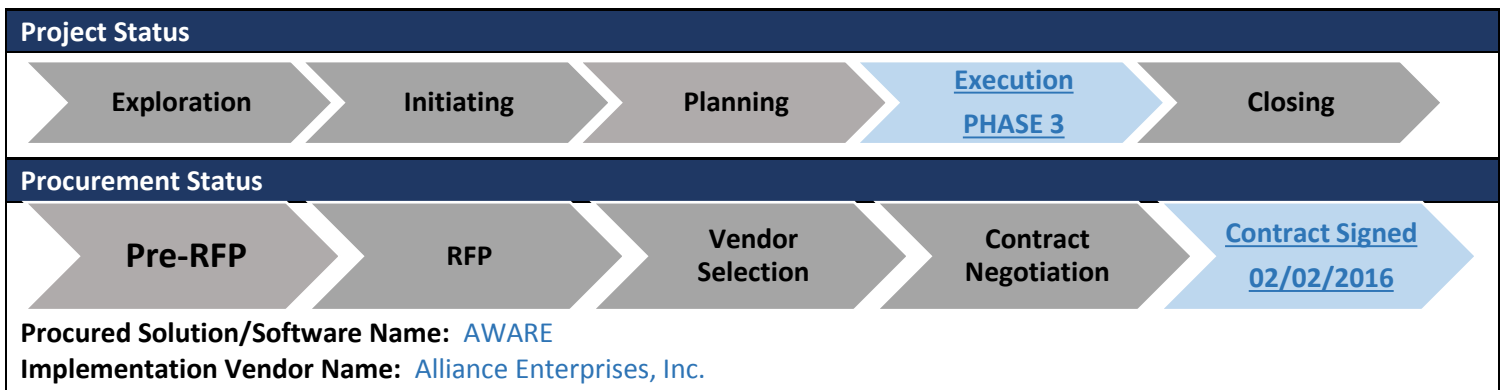 Project Status
Exploration
Initiating
Planning
Execution
PHASE 3
Closing
Procurement Status
Pre-RFP
RFP
Vendor
Selection
Contract
Negotiation
Contract Signed
02/02/2016
Procured Solution/Software Name: AWARE
Implementation Vendor Name: Alliance Enterprises, Inc.